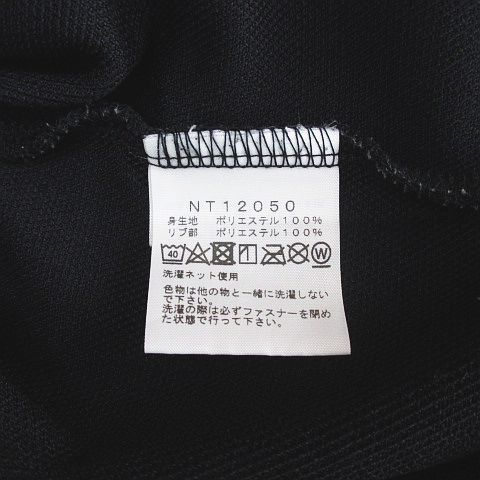 NT12050
身生地 ポリエステル100%
リブ部 ポリエステル100%
40 W
洗濯ネット使用
色物は他の物と一緒に洗濯しない
で下さい。
洗濯の際は必ずファスナーを閉め
た状態で行って下さい。